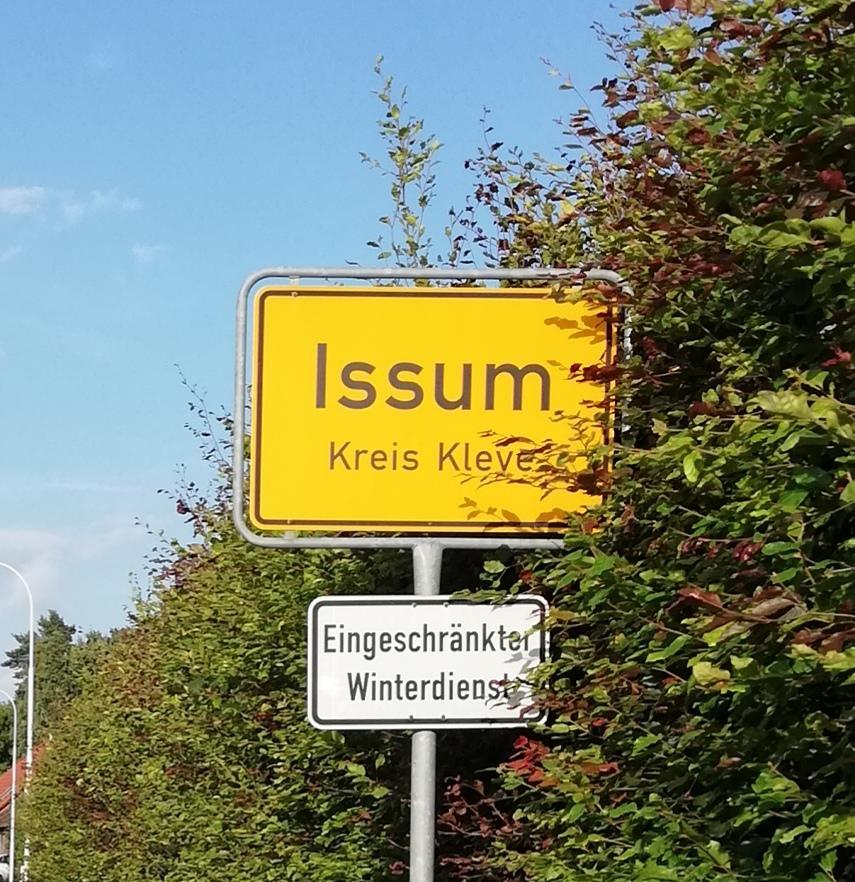 Issum
Kreis Kleve
Eingeschränkter
Winterdienst